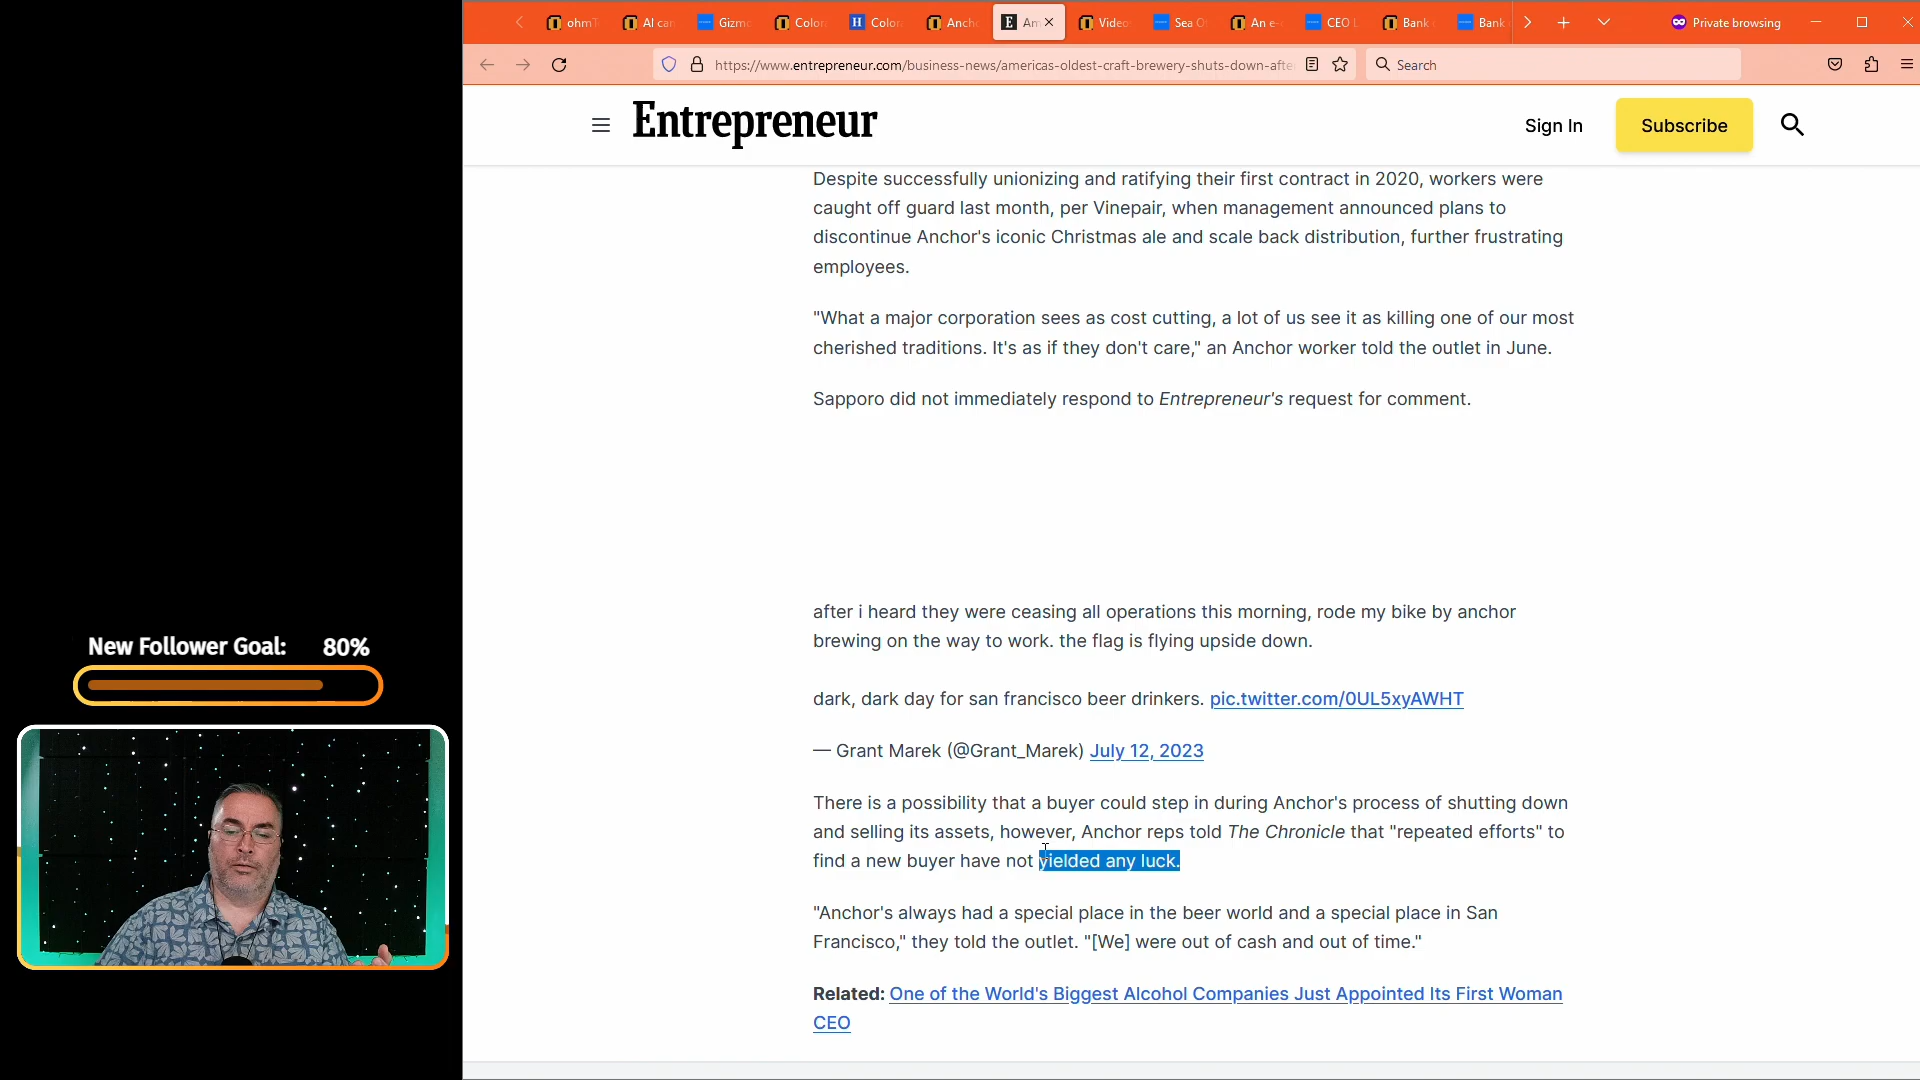 ohmT
AI can
Gizmo
Color
Color
Ancho
Am
Video
Sea O
An e-
CEO L
Bank
Bank
Private browsing
https://www.entrepreneur.com/business-news/americas-oldest-craft-brewery-shuts-down-afte
Search
Entrepreneur
Sign In
Subscribe
Despite successfully unionizing and ratifying their first contract in 2020, workers were
caught off guard last month, per Vinepair, when management announced plans to
discontinue Anchor's iconic Christmas ale and scale back distribution, further frustrating
employees.
"What a major corporation sees as cost cutting, a lot of us see it as killing one of our most
cherished traditions. It's as if they don't care," an Anchor worker told the outlet in June.
Sapporo did not immediately respond to Entrepreneur's request for comment.
after i heard they were ceasing all operations this morning, rode my bike by anchor
brewing on the way to work. the flag is flying upside down.
dark, dark day for san francisco beer drinkers. pic.twitter.com/0UL5xyAWHT
— Grant Marek (@Grant_Marek) July 12, 2023
There is a possibility that a buyer could step in during Anchor's process of shutting down
and selling its assets, however, Anchor reps told The Chronicle that "repeated efforts" to
find a new buyer have not yielded any luck.
"Anchor's always had a special place in the beer world and a special place in San
Francisco," they told the outlet. "[We] were out of cash and out of time."
Related: One of the World's Biggest Alcohol Companies Just Appointed Its First Woman
CEO
New Follower Goal: 80%